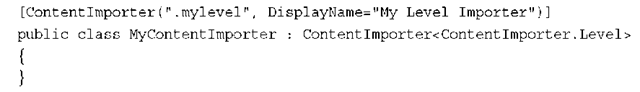 [ContentImporter(".mylevel", DisplayName="My Level Importer")]
public class MyContentImporter : ContentImporter<ContentImporter.Level>
{
}